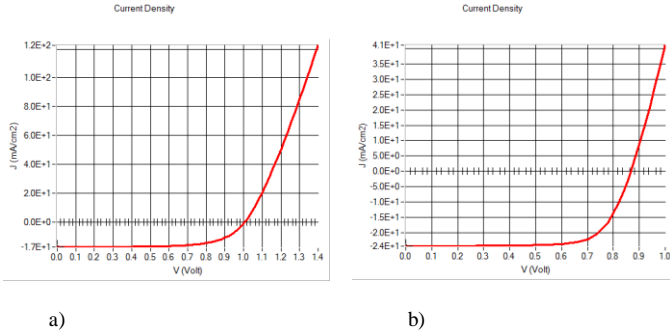 Current Density
1.2E+2
1.0E+2
8.0E+1
6.0E+1
4.0E+1
2.0E+1
0.0E+0
-1.7E+1
J (mA/cm2)
0.0 0.1 0.2 0.3 0.4 0.5 0.6 0.7 0.8 0.9 1.0 1.1 1.2 1.3 1.4
V (Volt)
a)
Current Density
4.1E+1
3.5E+1
3.0E+1
2.5E+1
2.0E+1
1.5E+1
1.0E+1
5.0E+0
0.0E+0
-5.0E+0
-1.0E+1
-1.5E+1
-2.0E+1
-2.4E+1
J (mA/cm2)
0.0 0.1 0.2 0.3 0.4 0.5 0.6 0.7 0.8 0.9 1.0
V (Volt)
b)